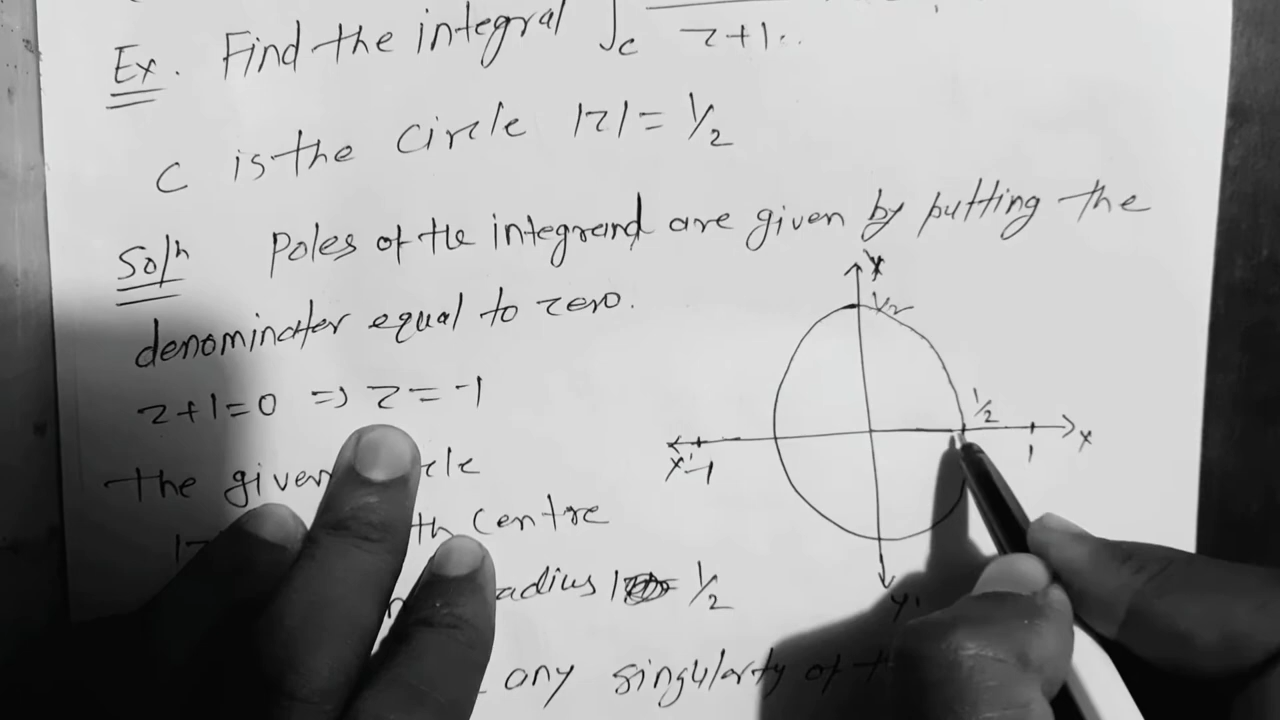 Ex. Find the integral ∫c z+1
C is the circle |z| = 1/2
Soln Poles of the integrand are given by putting the
denominater equal to zero.
z+1=0 => z = -1
the given
centre
1/2
any singularity of
Y
1/2
1/2
X' -1
1
X
Y'